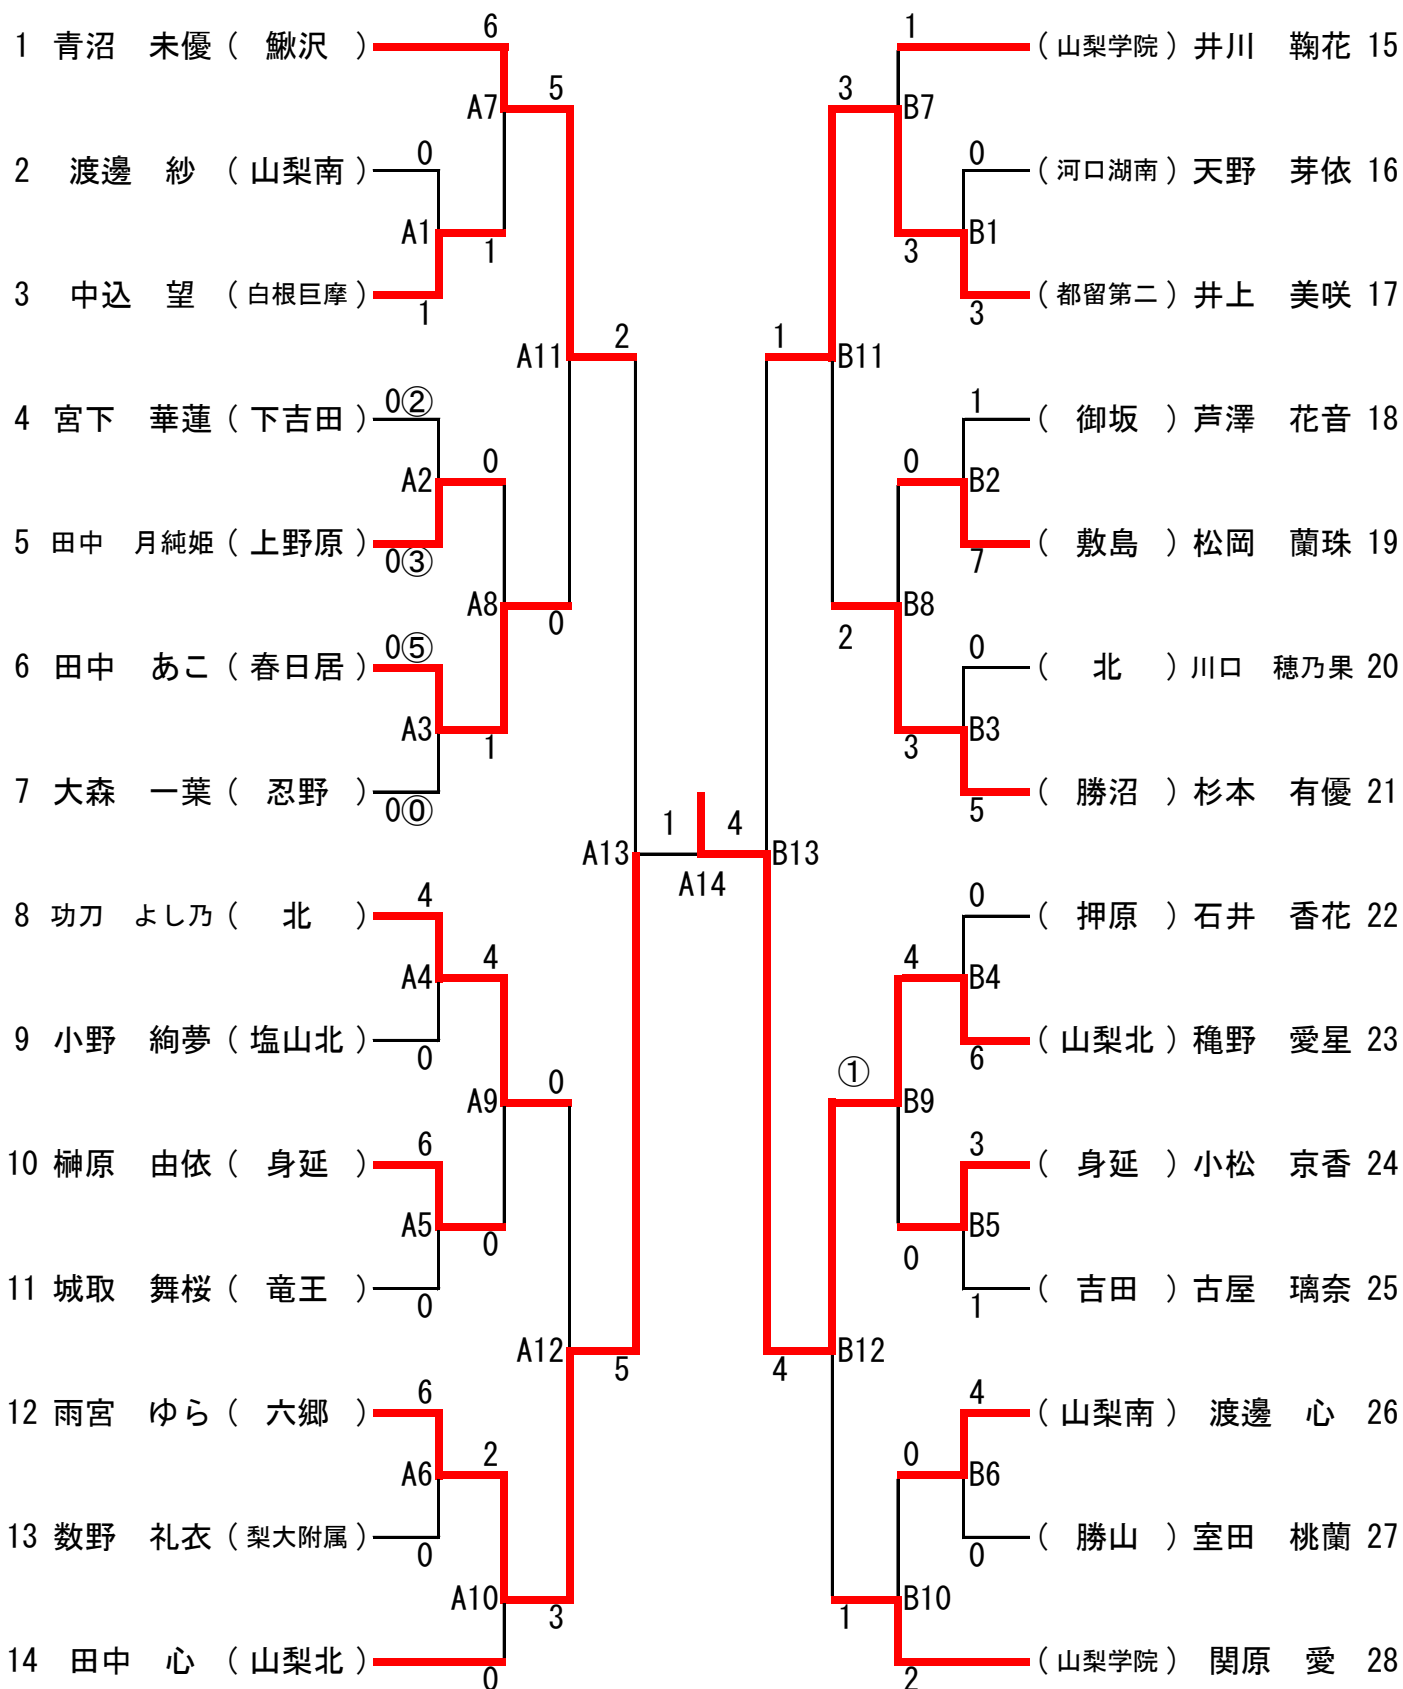 6 1
1 青沼 未優 ( 鰍沢 ) ( 山梨学院 ) 井川 鞠花 15
5 3
A7 B7
0 0
2 渡邊 紗 ( 山梨南 ) ( 河口湖南 ) 天野 芽依 16
A1 B1
1 3
3 中込 望 ( 白根巨摩 ) ( 都留第二 ) 井上 美咲 17
1 3
2 1
A11 B11
0② 1
4 宮下 華蓮 ( 下吉田 ) ( 御坂 ) 芦澤 花音 18
0 0
A2 B2
5 田中 月純姫 ( 上野原 ) ( 敷島 ) 松岡 蘭珠 19
0③ 7
A8 B8
0 2
0⑤ 0
6 田中 あこ ( 春日居 ) ( 北 ) 川口 穂乃果 20
A3 B3
1 3
7 大森 一葉 ( 忍野 ) ( 勝沼 ) 杉本 有優 21
0⓪ 5
1 4
A13 B13
A14
4 0
8 功刀 よし乃 ( 北 ) ( 押原 ) 石井 香花 22
4 4
A4 B4
9 小野 絢夢 ( 塩山北 ) ( 山梨北 ) 穐野 愛星 23
0 6
0 ①
A9 B9
6 3
10 榊原 由依 ( 身延 ) ( 身延 ) 小松 京香 24
A5 B5
0 0
11 城取 舞桜 ( 竜王 ) ( 吉田 ) 古屋 璃奈 25
0 1
A12 B12
5 4
6 4
12 雨宮 ゆら ( 六郷 ) ( 山梨南 ) 渡邊 心 26
2 0
A6 B6
13 数野 礼衣 ( 梨大附属 ) ( 勝山 ) 室田 桃蘭 27
0 0
A10 B10
3 1
14 田中 心 ( 山梨北 ) ( 山梨学院 ) 関原 愛 28
0 2